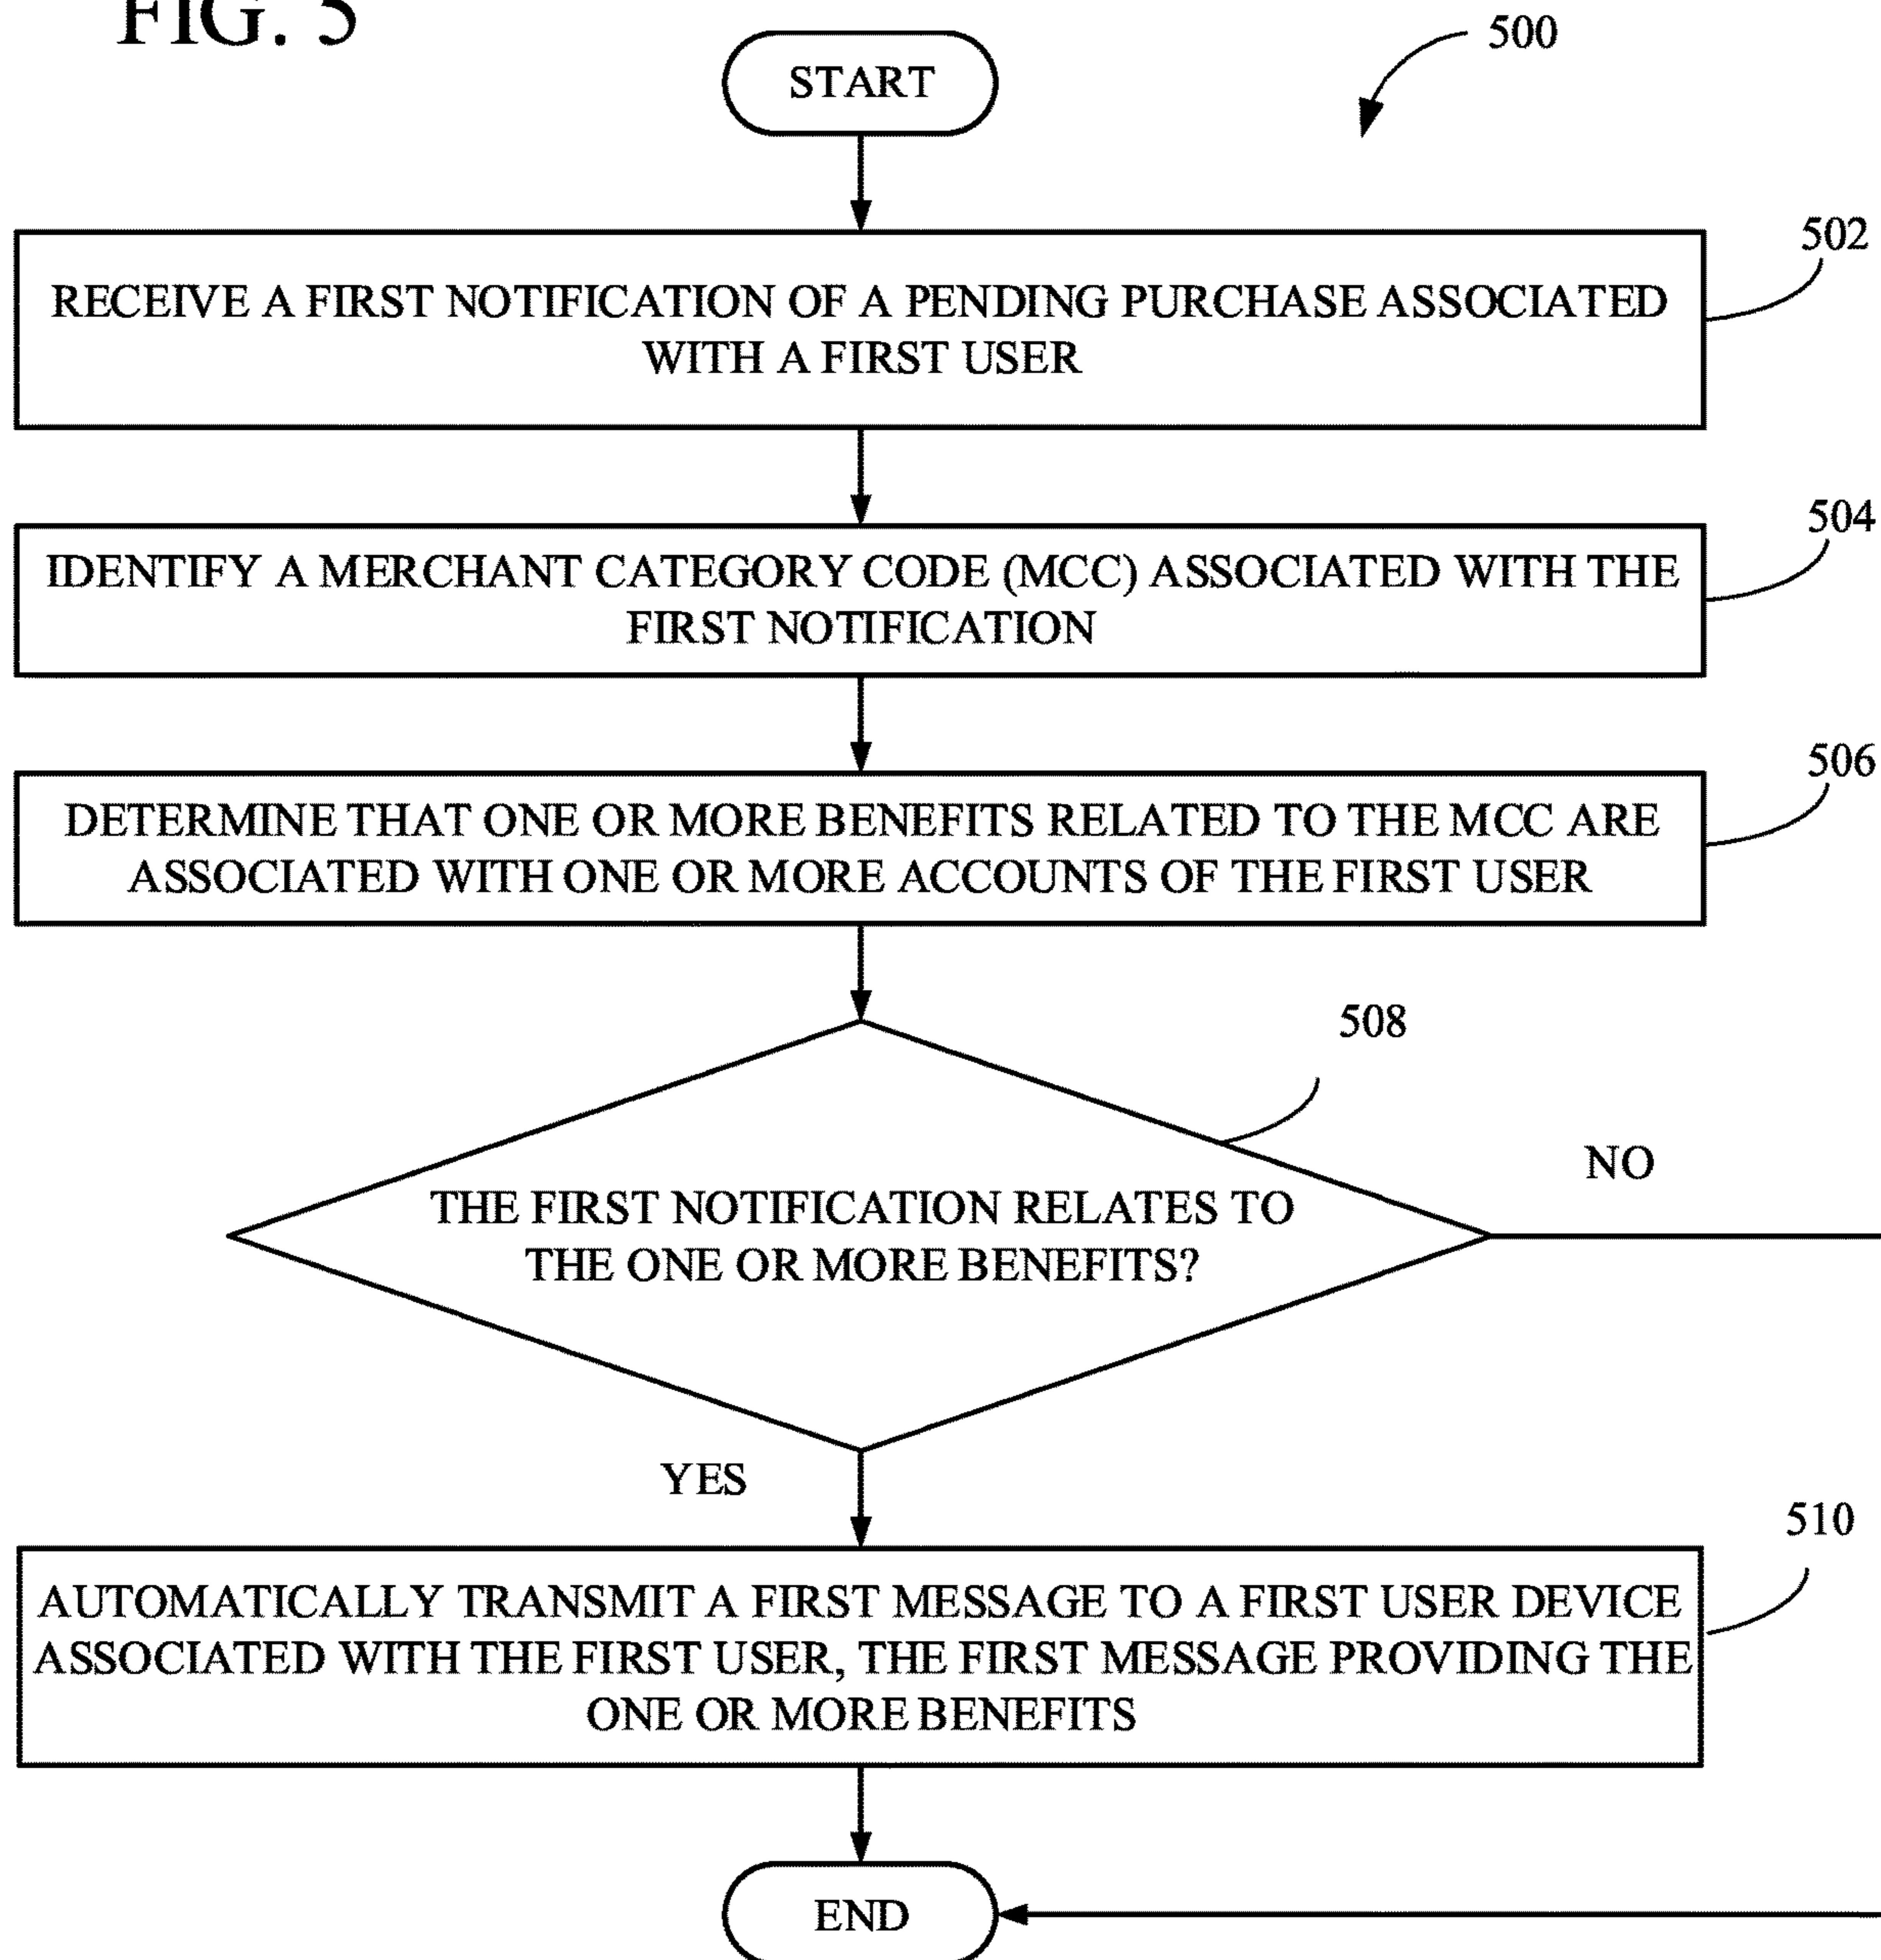 FIG. 5
500
START
502
RECEIVE A FIRST NOTIFICATION OF A PENDING PURCHASE ASSOCIATED
WITH A FIRST USER
504
IDENTIFY A MERCHANT CATEGORY CODE (MCC) ASSOCIATED WITH THE
FIRST NOTIFICATION
506
DETERMINE THAT ONE OR MORE BENEFITS RELATED TO THE MCC ARE
ASSOCIATED WITH ONE OR MORE ACCOUNTS OF THE FIRST USER
508
NO
THE FIRST NOTIFICATION RELATES TO
THE ONE OR MORE BENEFITS?
YES
510
AUTOMATICALLY TRANSMIT A FIRST MESSAGE TO A FIRST USER DEVICE
ASSOCIATED WITH THE FIRST USER, THE FIRST MESSAGE PROVIDING THE
ONE OR MORE BENEFITS
END